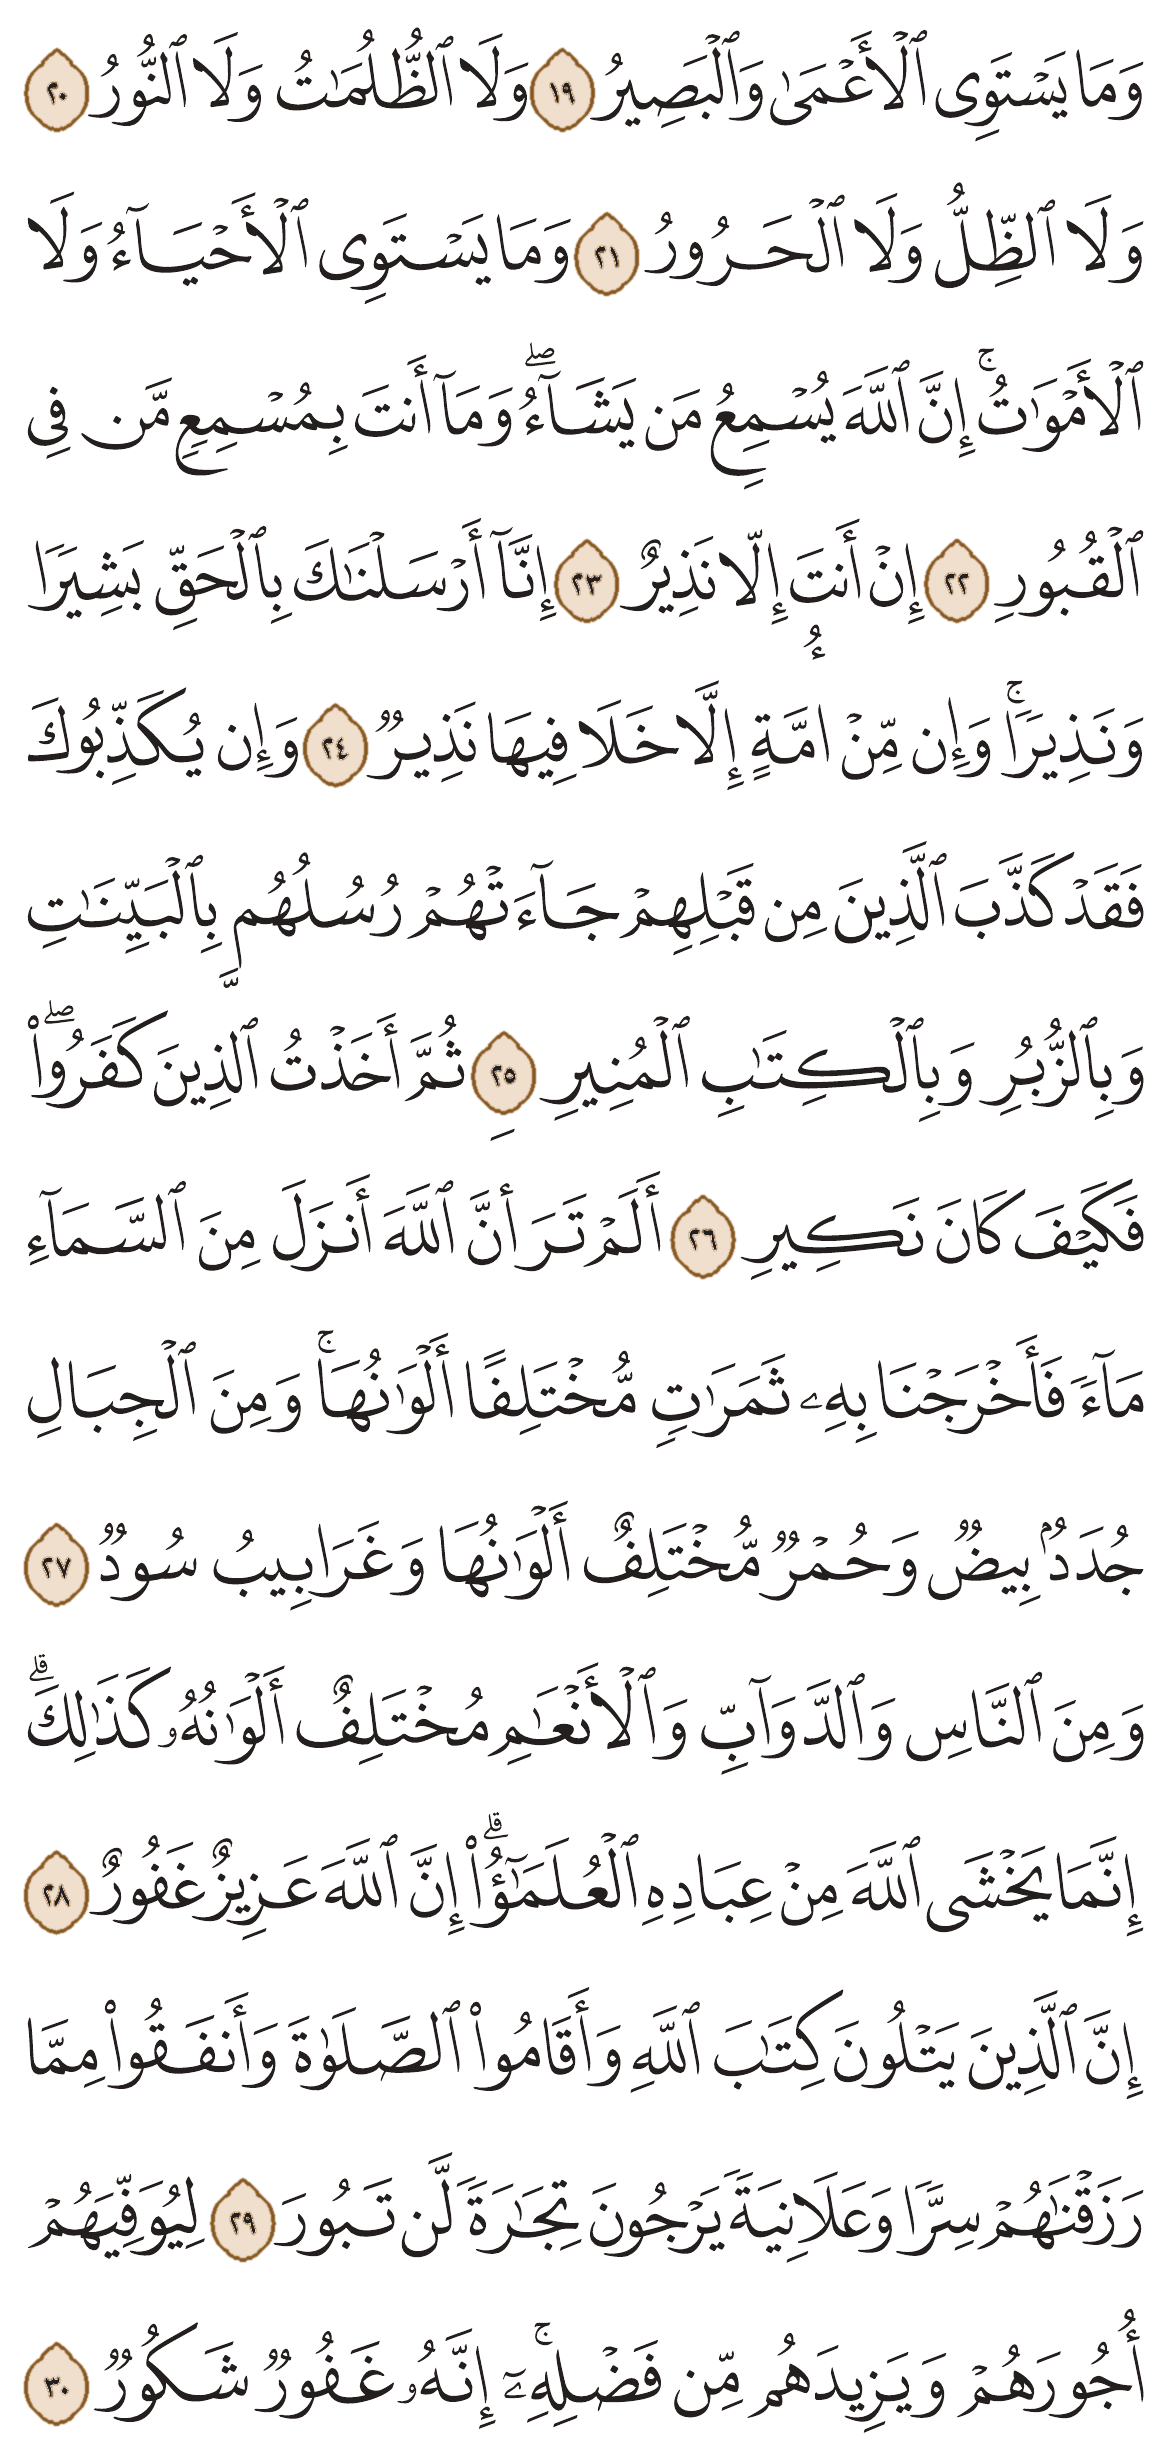 وَمَا يَسْتَوِى ٱلْأَعْمَىٰ وَٱلْبَصِيرُ ١٩ وَلَا ٱلظُّلُمَـٰتُ وَلَا ٱلنُّورُ ٢٠
وَلَا ٱلظِّلُّ وَلَا ٱلْحَرُورُ ٢١ وَمَا يَسْتَوِى ٱلْأَحْيَآءُ وَلَا
ٱلْأَمْوَٰتُ ۚ إِنَّ ٱللَّهَ يُسْمِعُ مَن يَشَآءُ ۖ وَمَآ أَنتَ بِمُسْمِعٍ مَّن فِى
ٱلْقُبُورِ ٢٢ إِنْ أَنتَ إِلَّا نَذِيرٌ ٢٣ إِنَّآ أَرْسَلْنَـٰكَ بِٱلْحَقِّ بَشِيرًا
وَنَذِيرًا ۚ وَإِن مِّنْ أُمَّةٍ إِلَّا خَلَا فِيهَا نَذِيرٌ ٢٤ وَإِن يُكَذِّبُوكَ
فَقَدْ كَذَّبَ ٱلَّذِينَ مِن قَبْلِهِمْ جَآءَتْهُمْ رُسُلُهُم بِٱلْبَيِّنَـٰتِ
وَبِٱلزُّبُرِ وَبِٱلْكِتَـٰبِ ٱلْمُنِيرِ ٢٥ ثُمَّ أَخَذْتُ ٱلَّذِينَ كَفَرُوا۟ ۖ
فَكَيْفَ كَانَ نَكِيرِ ٢٦ أَلَمْ تَرَ أَنَّ ٱللَّهَ أَنزَلَ مِنَ ٱلسَّمَآءِ
مَآءً فَأَخْرَجْنَا بِهِۦ ثَمَرَٰتٍ مُّخْتَلِفًا أَلْوَٰنُهَا ۚ وَمِنَ ٱلْجِبَالِ
جُدَدٌۢ بِيضٌ وَحُمْرٌ مُّخْتَلِفٌ أَلْوَٰنُهَا وَغَرَابِيبُ سُودٌ ٢٧
وَمِنَ ٱلنَّاسِ وَٱلدَّوَآبِّ وَٱلْأَنْعَـٰمِ مُخْتَلِفٌ أَلْوَٰنُهُۥ كَذَٰلِكَ ۗ
إِنَّمَا يَخْشَى ٱللَّهَ مِنْ عِبَادِهِ ٱلْعُلَمَـٰٓؤُا۟ ۗ إِنَّ ٱللَّهَ عَزِيزٌ غَفُورٌ ٢٨
إِنَّ ٱلَّذِينَ يَتْلُونَ كِتَـٰبَ ٱللَّهِ وَأَقَامُوا۟ ٱلصَّلَوٰةَ وَأَنفَقُوا۟ مِمَّا
رَزَقْنَـٰهُمْ سِرًّا وَعَلَانِيَةً يَرْجُونَ تِجَـٰرَةً لَّن تَبُورَ ٢٩ لِيُوَفِّيَهُمْ
أُجُورَهُمْ وَيَزِيدَهُم مِّن فَضْلِهِۦٓ ۚ إِنَّهُۥ غَفُورٌ شَكُورٌ ٣٠